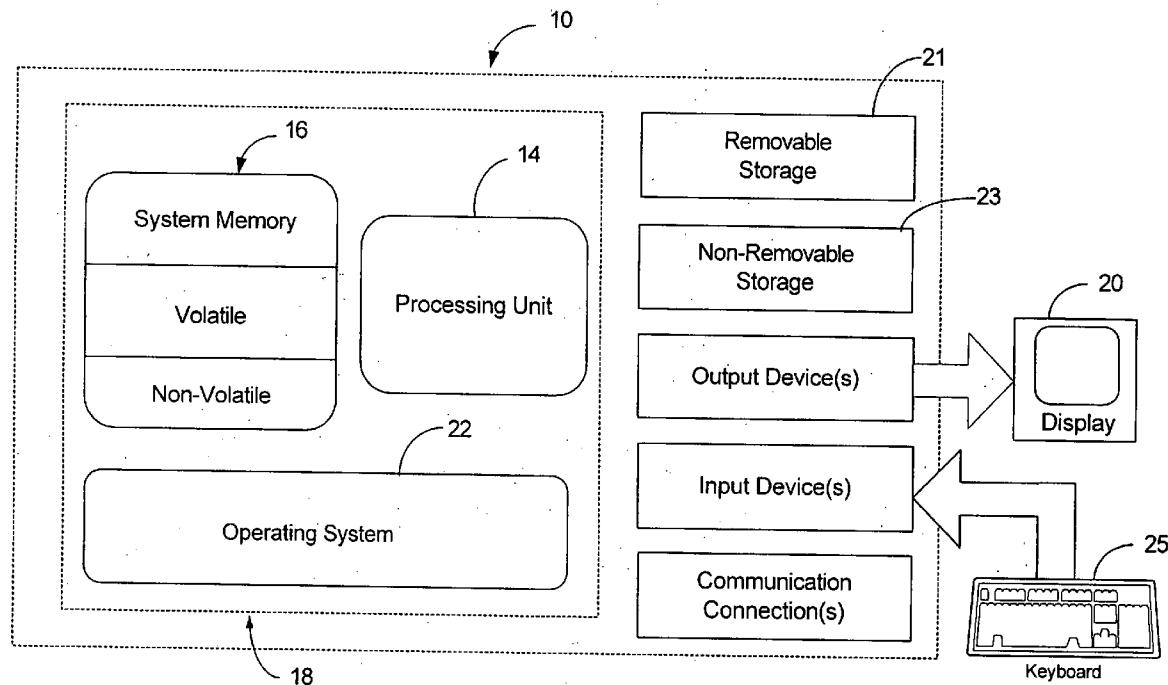 10
21
16
14
Removable
Storage
System Memory
23
Volatile
Processing Unit
Non-Removable
Storage
20
Non-Volatile
Output Device(s)
Display
22
Input Device(s)
Operating System
25
Communication
Connection(s)
18
Keyboard